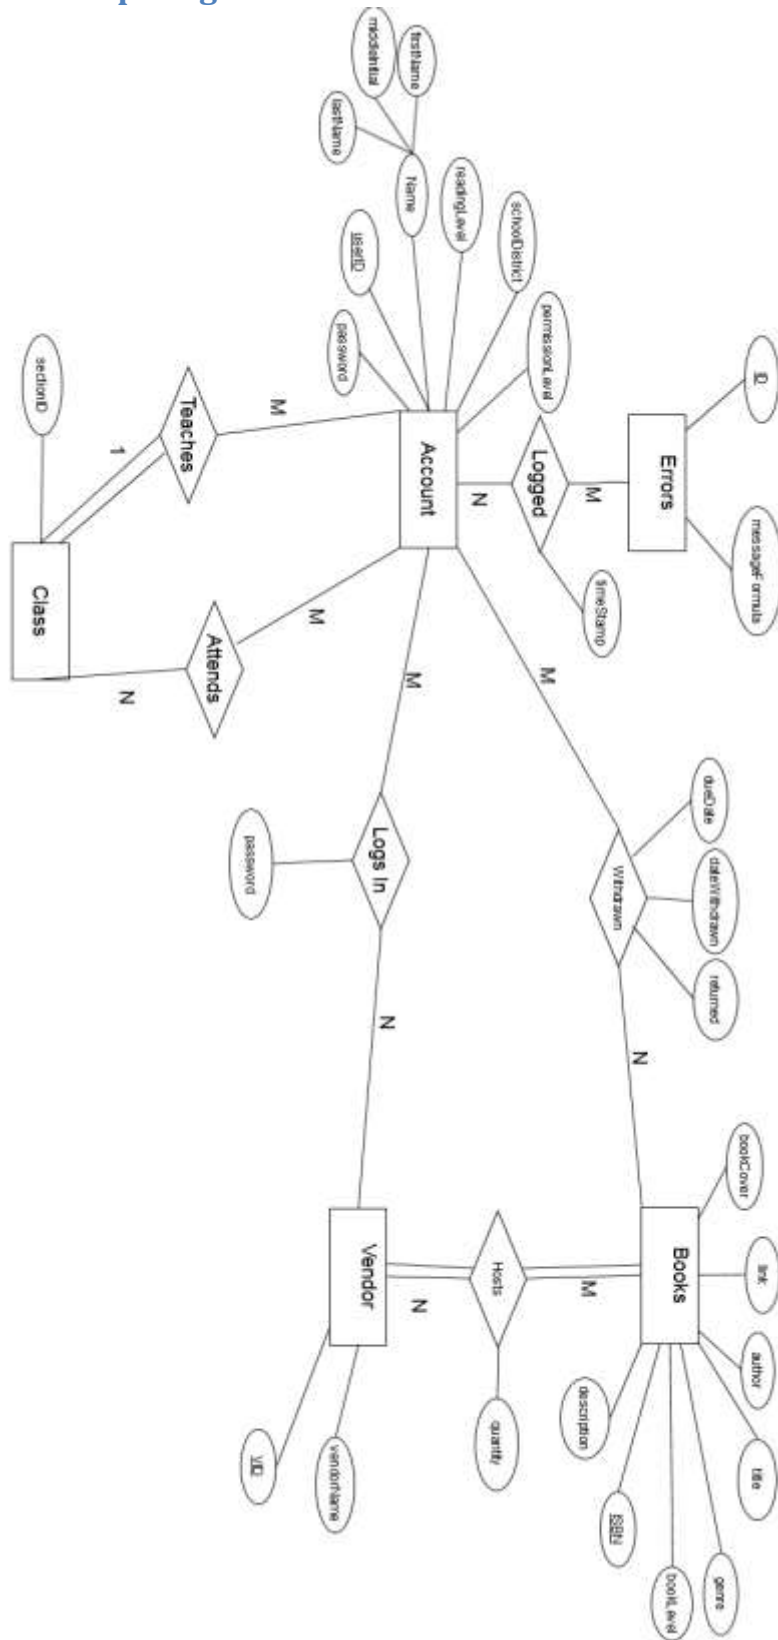 firstName
middleInitial
lastName
Name
readingLevel
schoolDistrict
userID
password
permissionLevel
ID
Errors
messageFormula
Logged
M
N
timeStamp
Account
sectionID
Teaches
M
1
Class
Attends
M
N
M
Logs In
password
N
M
Withdrawn
dueDate
dateWithdrawn
returned
N
bookCover
link
Books
author
title
genre
bookLevel
ISBN
description
Hosts
M
N
quantity
Vendor
VID
vendorName